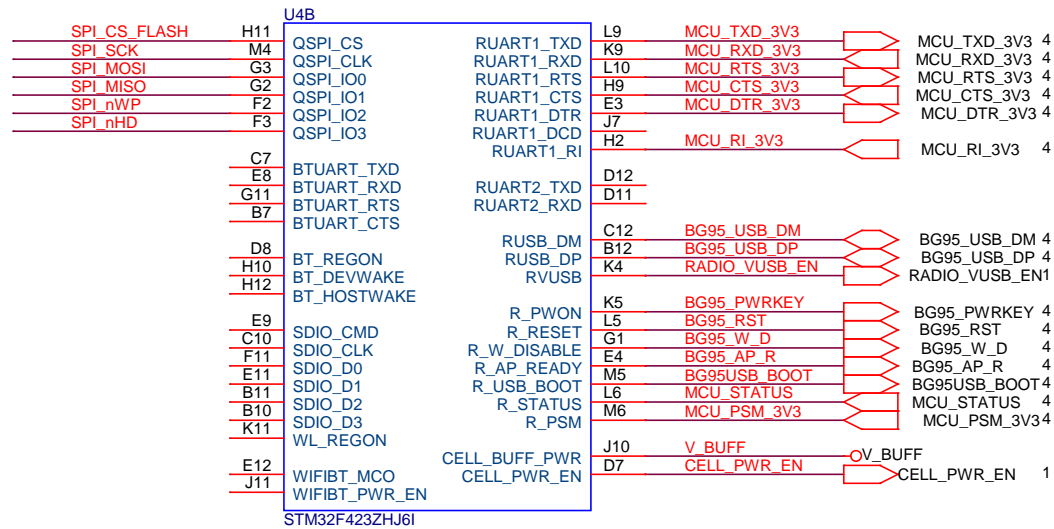 U4B
SPI_CS_FLASH H11 QSPI_CS RUART1_TXD L9 MCU_TXD_3V3 MCU_TXD_3V3 4
SPI_SCK M4 QSPI_CLK RUART1_RXD K9 MCU_RXD_3V3 MCU_RXD_3V3 4
SPI_MOSI G3 QSPI_IO0 RUART1_RTS L10 MCU_RTS_3V3 MCU_RTS_3V3 4
SPI_MISO G2 QSPI_IO1 RUART1_CTS H9 MCU_CTS_3V3 MCU_CTS_3V3 4
SPI_nWP F2 QSPI_IO2 RUART1_DTR E3 MCU_DTR_3V3 MCU_DTR_3V3 4
SPI_nHD F3 QSPI_IO3 RUART1_DCD J7
RUART1_RI H2 MCU_RI_3V3 MCU_RI_3V3 4
C7 BTUART_TXD
E8 BTUART_RXD RUART2_TXD D12
G11 BTUART_RTS RUART2_RXD D11
B7 BTUART_CTS
RUSB_DM C12 BG95_USB_DM BG95_USB_DM 4
D8 BT_REGON RUSB_DP B12 BG95_USB_DP BG95_USB_DP 4
H10 BT_DEVWAKE RVUSB K4 RADIO_VUSB_EN RADIO_VUSB_EN 1
H12 BT_HOSTWAKE
R_PWON K5 BG95_PWRKEY BG95_PWRKEY 4
E9 SDIO_CMD R_RESET L5 BG95_RST BG95_RST 4
C10 SDIO_CLK R_W_DISABLE G1 BG95_W_D BG95_W_D 4
F11 SDIO_D0 R_AP_READY E4 BG95_AP_R BG95_AP_R 4
E11 SDIO_D1 R_USB_BOOT M5 BG95USB_BOOT BG95USB_BOOT 4
B11 SDIO_D2 R_STATUS L6 MCU_STATUS MCU_STATUS 4
B10 SDIO_D3 R_PSM M6 MCU_PSM_3V3 MCU_PSM_3V3 4
K11 WL_REGON
CELL_BUFF_PWR J10 V_BUFF V_BUFF
E12 WIFIBT_MCO CELL_PWR_EN D7 CELL_PWR_EN CELL_PWR_EN 1
J11 WIFIBT_PWR_EN
STM32F423ZHJ6I